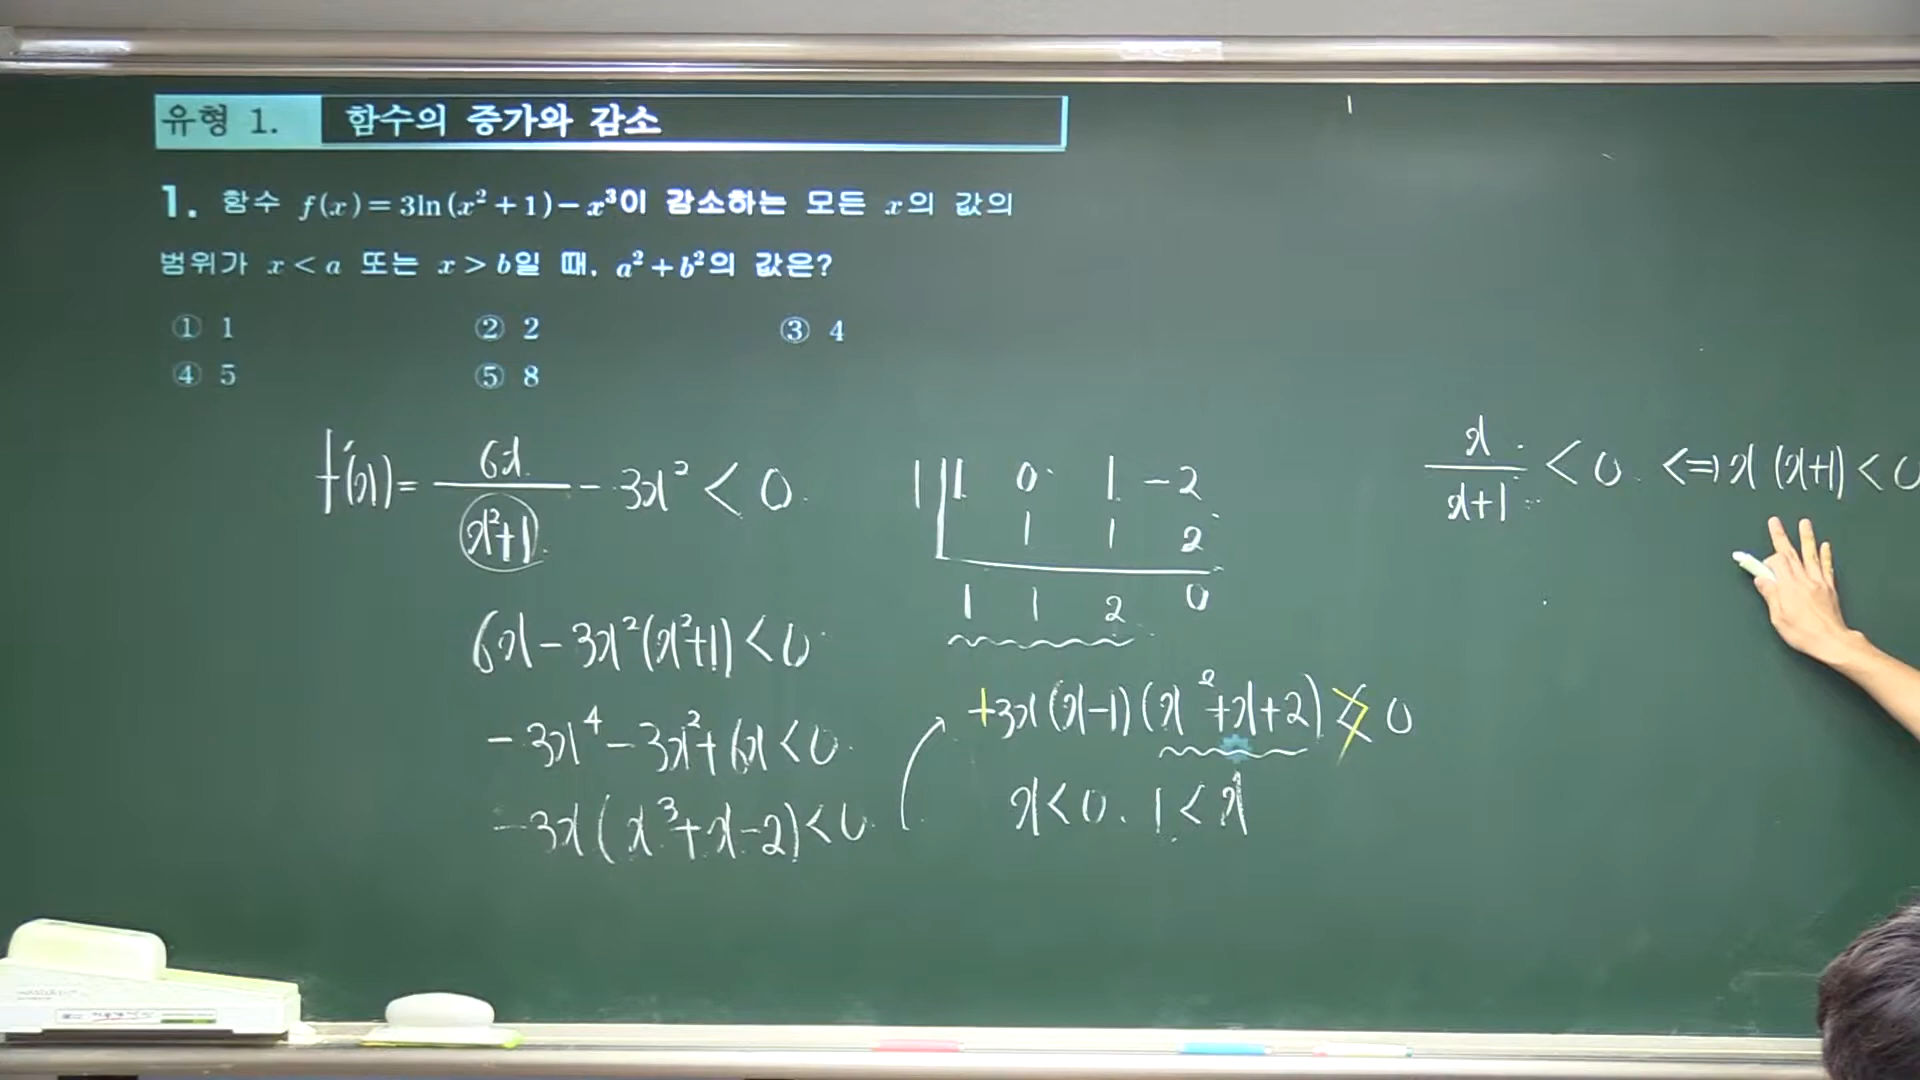 유형 1. 함수의 증가와 감소
1. 함수 f(x)=3ln(x²+1)-x³이 감소하는 모든 x의 값의
범위가 x<a 또는 x>b일 때, a²+b²의 값은?
① 1 ② 2 ③ 4
④ 5 ⑤ 8
f'(x)= 6x/(x²+1) - 3x² < 0
6x-3x²(x²+1)<0
-3x⁴-3x²+6x<0
-3x(x³+x-2)<0
1 | 1 0 1 -2
1 1 2
1 1 2 0
+3x(x-1)(x²+x+2) > 0
x<0. 1<x
x/(x+1) < 0 <=> x(x+1)<0